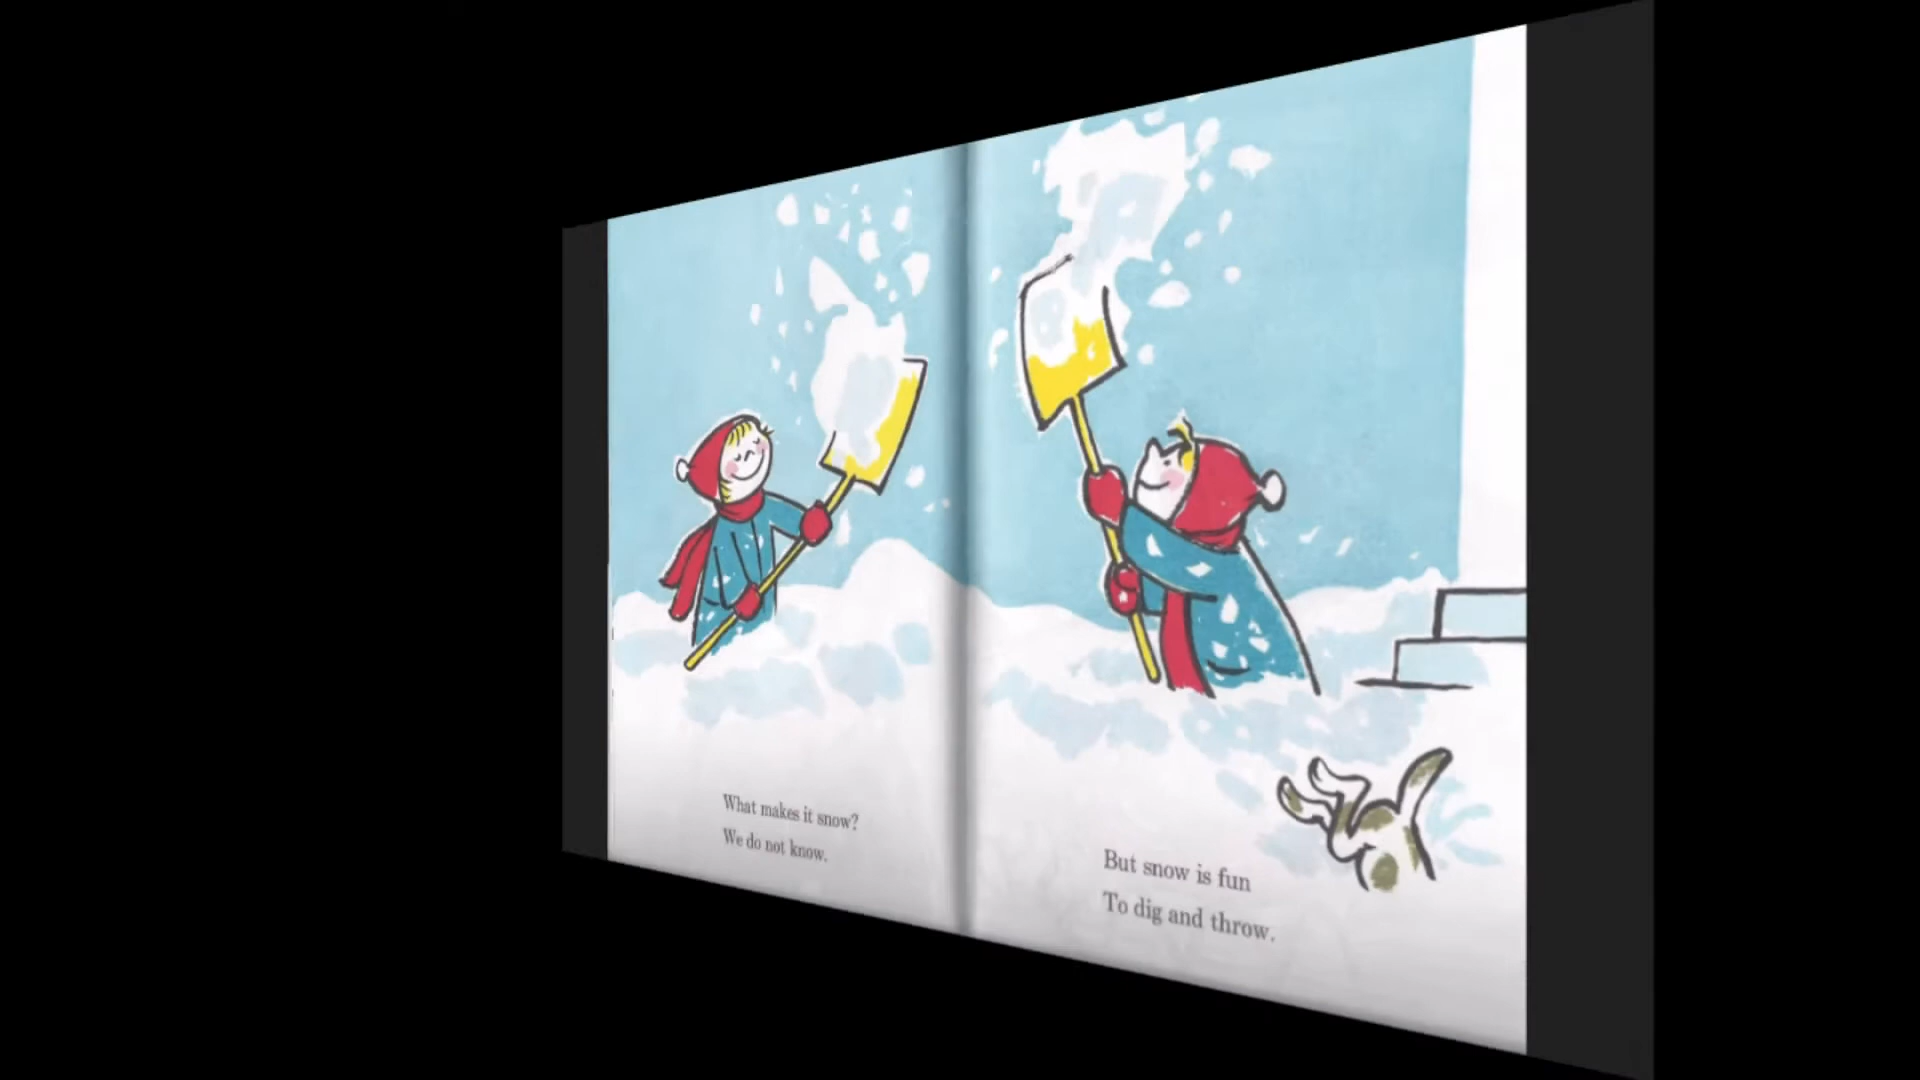 What makes it snow?
We do not know.
But snow is fun
To dig and throw.